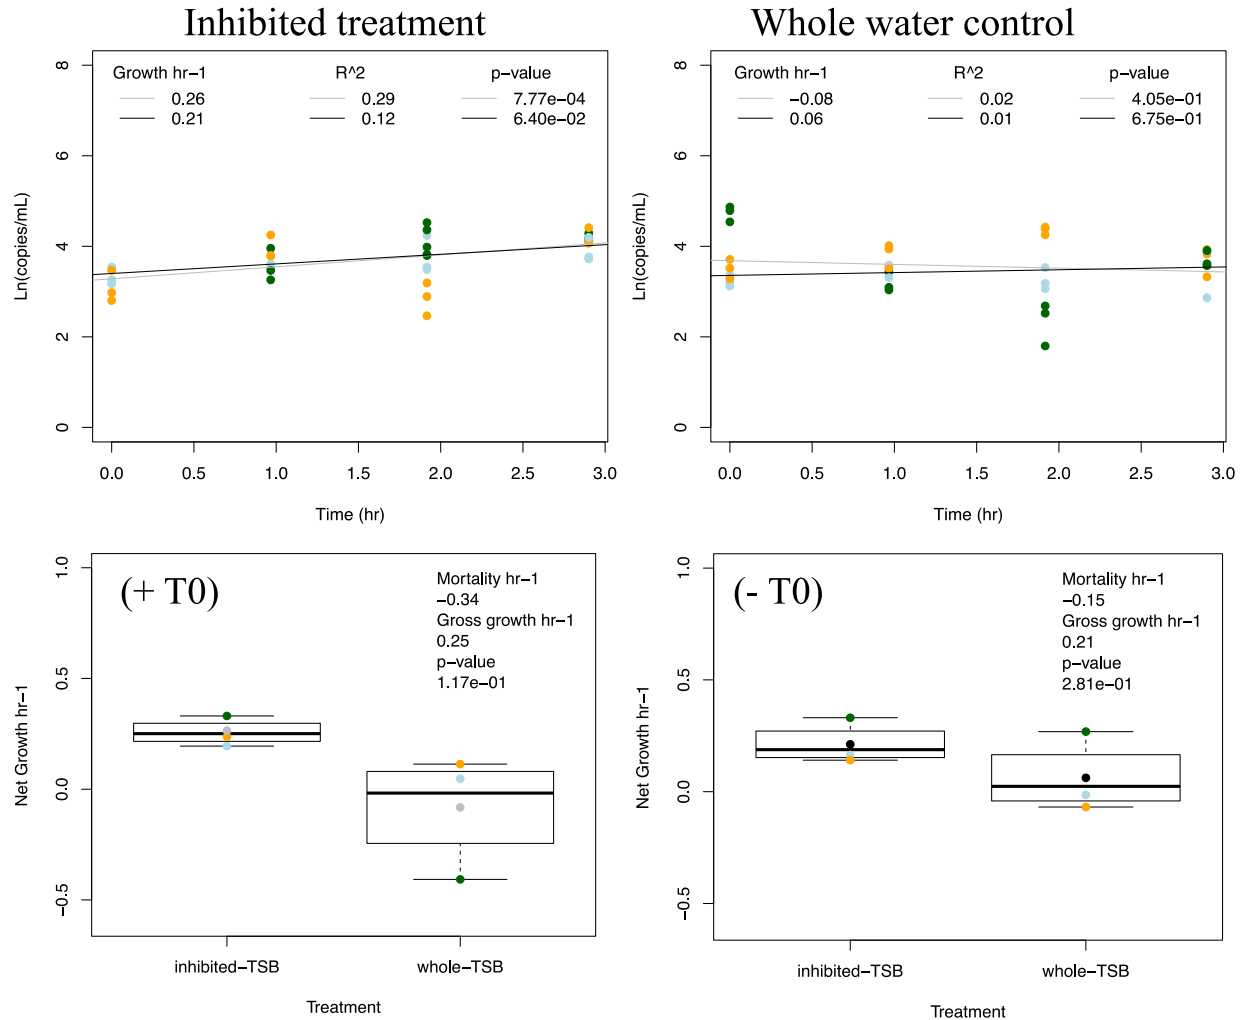 Inhibited treatment
Growth hr−1 R^2 p−value
0.26 0.29 7.77e−04
0.21 0.12 6.40e−02
Ln(copies/mL)
8
6
4
2
0
0.0 0.5 1.0 1.5 2.0 2.5 3.0
Time (hr)
Whole water control
Growth hr−1 R^2 p−value
−0.08 0.02 4.05e−01
0.06 0.01 6.75e−01
Ln(copies/mL)
8
6
4
2
0
0.0 0.5 1.0 1.5 2.0 2.5 3.0
Time (hr)
(+ T0)
Mortality hr−1
−0.34
Gross growth hr−1
0.25
p−value
1.17e−01
Net Growth hr−1
1.0
0.5
0.0
−0.5
inhibited−TSB whole−TSB
Treatment
(- T0)
Mortality hr−1
−0.15
Gross growth hr−1
0.21
p−value
2.81e−01
Net Growth hr−1
1.0
0.5
0.0
−0.5
inhibited−TSB whole−TSB
Treatment